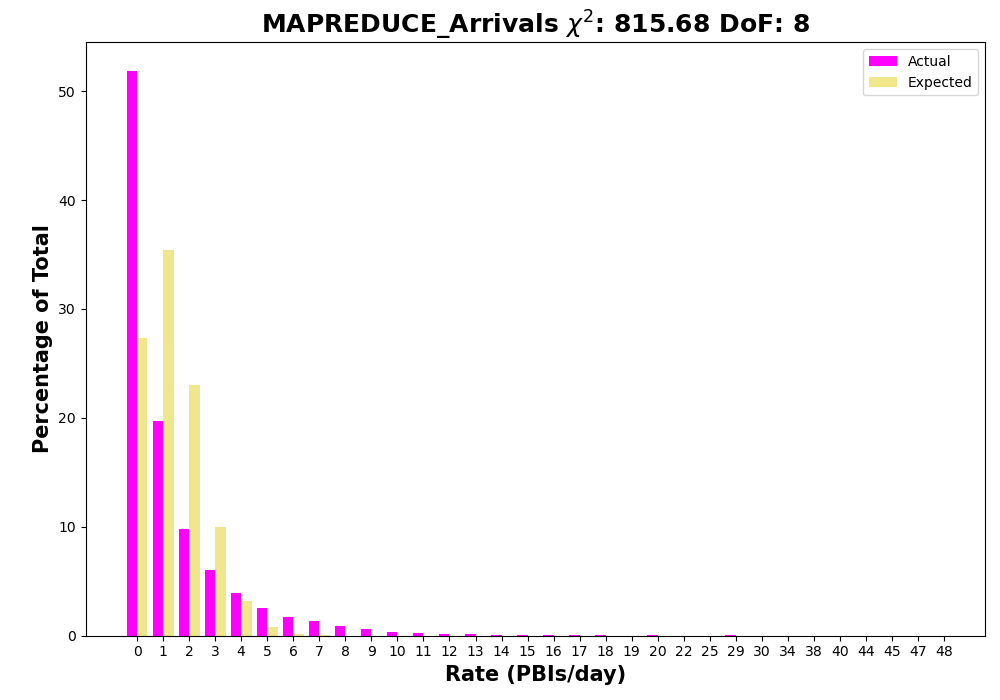 MAPREDUCE_Arrivals χ²: 815.68 DoF: 8
Actual
Expected
Percentage of Total
50
40
30
20
10
0
0 1 2 3 4 5 6 7 8 9 10 11 12 13 14 15 16 17 18 19 20 22 25 29 30 34 38 40 44 45 47 48
Rate (PBIs/day)